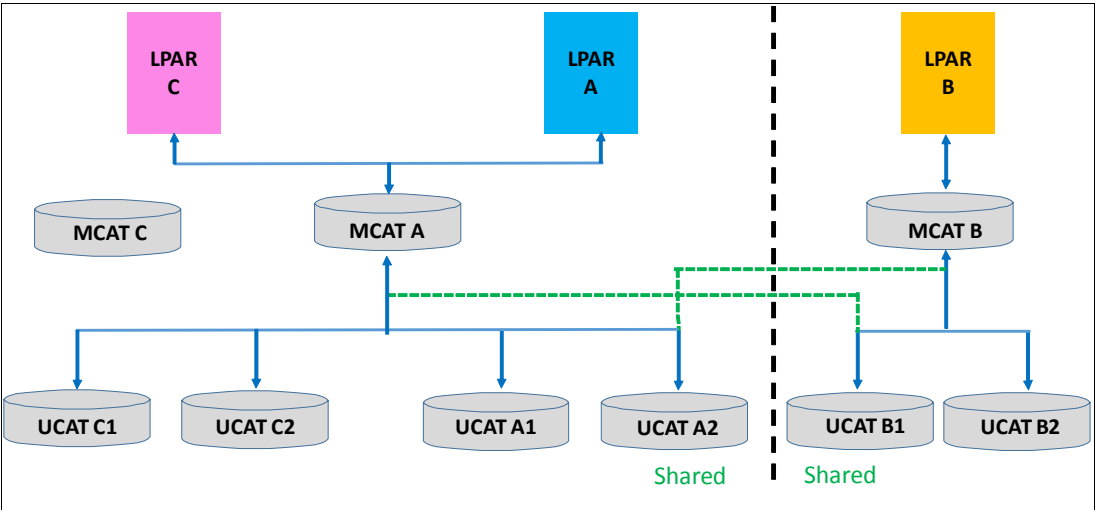 LPAR
C
LPAR
A
LPAR
B
MCAT C
MCAT A
MCAT B
UCAT C1
UCAT C2
UCAT A1
UCAT A2
UCAT B1
UCAT B2
Shared
Shared